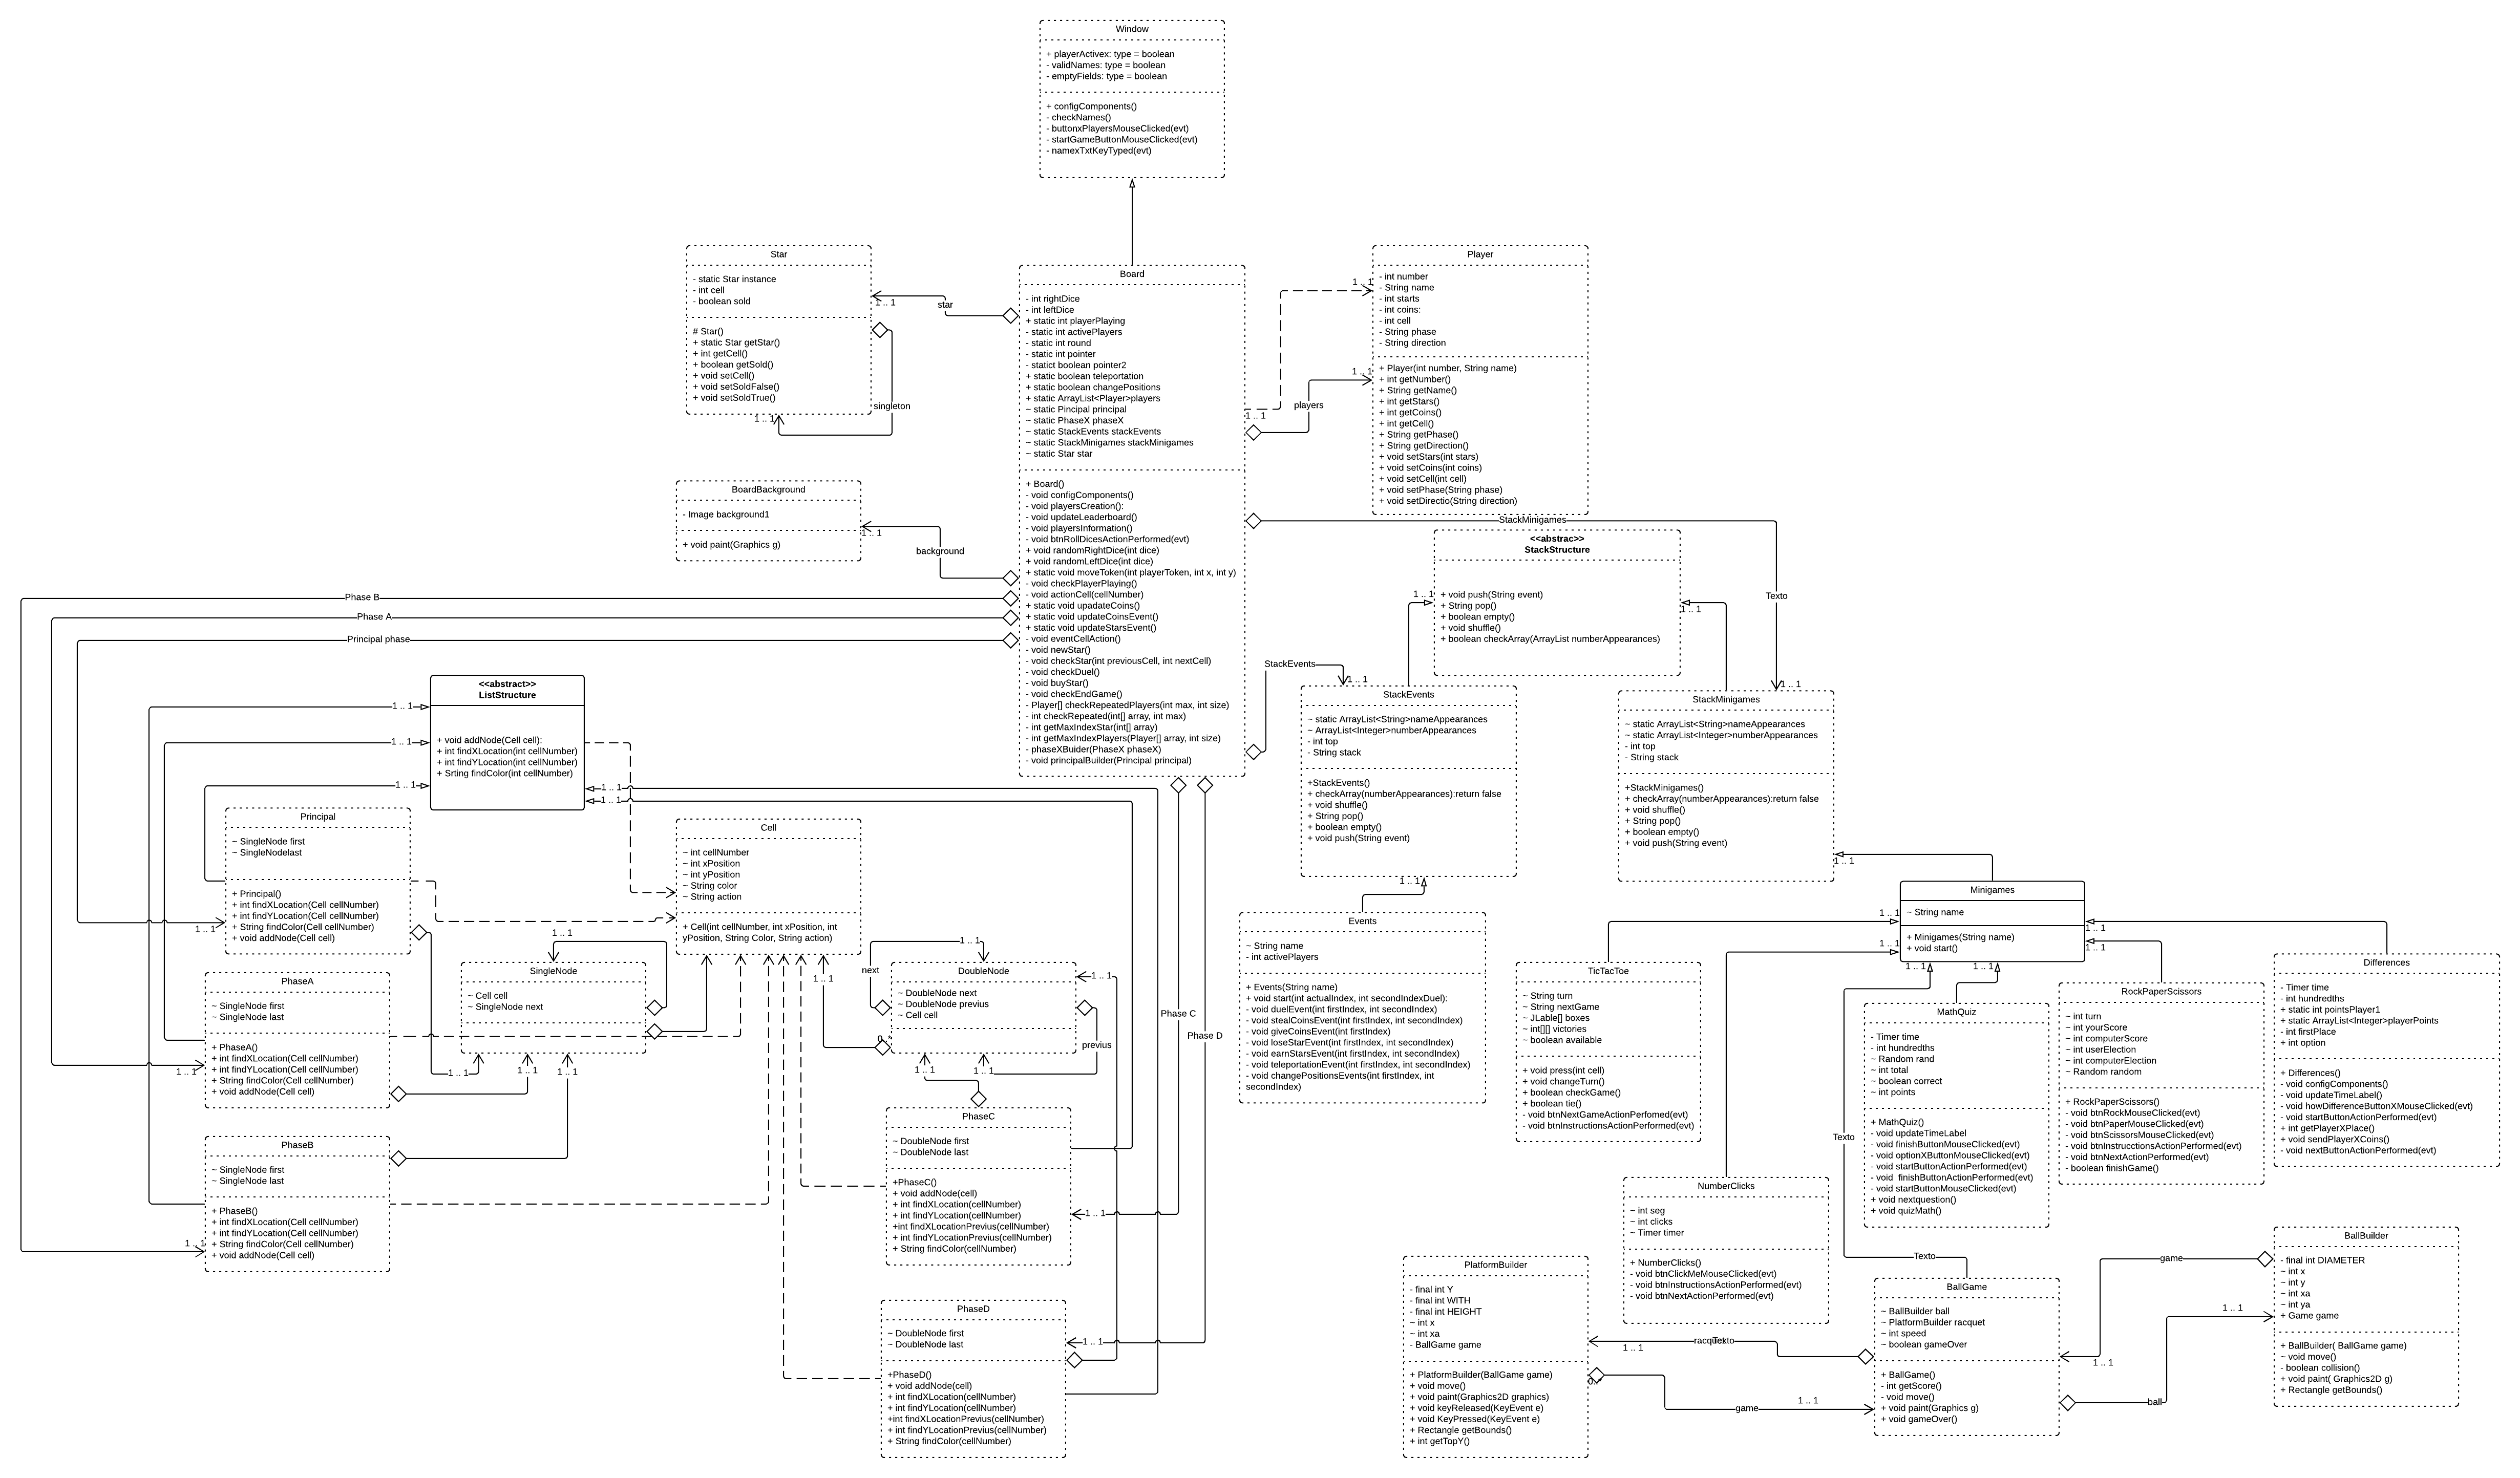 Window
+ playerActivex: type = boolean
- validNames: type = boolean
- emptyFields: type = boolean
+ configComponents()
- checkNames()
- buttonxPlayersMouseClicked(evt)
- startGameButtonMouseClicked(evt)
- namexTxtKeyTyped(evt)
Star
- static Star instance
- int cell
- boolean sold
# Star()
+ static Star getStar()
+ int getCell()
+ boolean getSold()
+ void setCell()
+ void setSoldFalse()
+ void setSoldTrue()
1 .. 1
star
singleton
1 .. 1
Board
- int rightDice
- int leftDice
+ static int playerPlaying
- static int activePlayers
- static int round
- static int pointer
- statict boolean pointer2
+ static boolean teleportation
+ static boolean changePositions
+ static ArrayList<Player>players
~ static Pincipal principal
~ static PhaseX phaseX
~ static StackEvents stackEvents
~ static StackMinigames stackMinigames
~ static Star star
+ Board()
- void configComponents()
- void playersCreation():
- void updateLeaderboard()
- void playersInformation()
- void btnRollDicesActionPerformed(evt)
+ void randomRightDice(int dice)
+ void randomLeftDice(int dice)
+ static void moveToken(int playerToken, int x, int y)
- void checkPlayerPlaying()
- void actionCell(cellNumber)
+ static void upadateCoins()
+ static void updateCoinsEvent()
+ static void updateStarsEvent()
- void eventCellAction()
- void newStar()
- void checkStar(int previousCell, int nextCell)
- void checkDuel()
- void buyStar()
- void checkEndGame()
- Player[] checkRepeatedPlayers(int max, int size)
- int checkRepeated(int[] array, int max)
- int getMaxIndexStar(int[] array)
- int getMaxIndexPlayers(Player[] array, int size)
- phaseXBuider(PhaseX phaseX)
- void principalBuilder(Principal principal)
1 .. 1
1 .. 1
players
1 .. 1
Player
- int number
- String name
- int starts
- int coins:
- int cell
- String phase
- String direction
+ Player(int number, String name)
+ int getNumber()
+ String getName()
+ int getStars()
+ int getCoins()
+ int getCell()
+ String getPhase()
+ String getDirection()
+ void setStars(int stars)
+ void setCoins(int coins)
+ void setCell(int cell)
+ void setPhase(String phase)
+ void setDirectio(String direction)
BoardBackground
- Image background1
+ void paint(Graphics g)
1 .. 1
background
StackMinigames
Texto
1 .. 1
<<abstrac>>
StackStructure
+ void push(String event)
+ String pop()
+ boolean empty()
+ void shuffle()
+ boolean checkArray(ArrayList numberAppearances)
1 .. 1
1 .. 1
Phase B
Phase A
Principal phase
StackEvents
1 .. 1
StackEvents
~ static ArrayList<String>nameAppearances
~ ArrayList<Integer>numberAppearances
- int top
- String stack
+StackEvents()
+ checkArray(numberAppearances):return false
+ void shuffle()
+ String pop()
+ boolean empty()
+ void push(String event)
StackMinigames
~ static ArrayList<String>nameAppearances
~ static ArrayList<Integer>numberAppearances
- int top
- String stack
+StackMinigames()
+ checkArray(numberAppearances):return false
+ void shuffle()
+ String pop()
+ boolean empty()
+ void push(String event)
1 .. 1
1 .. 1
<<abstract>>
ListStructure
+ void addNode(Cell cell):
+ int findXLocation(int cellNumber)
+ int findYLocation(int cellNumber)
+ Srting findColor(int cellNumber)
1 .. 1
1 .. 1
1 .. 1
1 .. 1
1 .. 1
Principal
~ SingleNode first
~ SingleNodelast
+ Principal()
+ int findXLocation(Cell cellNumber)
+ int findYLocation(Cell cellNumber)
+ String findColor(Cell cellNumber)
+ void addNode(Cell cell)
1 .. 1
Cell
~ int cellNumber
~ int xPosition
~ int yPosition
~ String color
~ String action
+ Cell(int cellNumber, int xPosition, int
yPosition, String Color, String action)
Events
~ String name
- int activePlayers
+ Events(String name)
+ void start(int actualIndex, int secondIndexDuel):
- void duelEvent(int firstIndex, int secondIndex)
- void stealCoinsEvent(int firstIndex, int secondIndex)
- void giveCoinsEvent(int firstIndex)
- void loseStarEvent(int firstIndex, int secondIndex)
- void earnStarsEvent(int firstIndex, int secondIndex)
- void teleportationEvent(int firstIndex, int secondIndex)
- void changePositionsEvents(int firstIndex, int
secondIndex)
Minigames
~ String name
+ Minigames(String name)
+ void start()
1 .. 1
1 .. 1
1 .. 1
1 .. 1
1 .. 1
1 .. 1
1 .. 1
SingleNode
~ Cell cell
~ SingleNode next
1 .. 1
1 .. 1
1 .. 1
1 .. 1
next
DoubleNode
~ DoubleNode next
~ DoubleNode previus
~ Cell cell
1 .. 1
1 .. 1
previus
0..
1 .. 1
1 .. 1
Phase C
Phase D
PhaseA
~ SingleNode first
~ SingleNode last
+ PhaseA()
+ int findXLocation(Cell cellNumber)
+ int findYLocation(Cell cellNumber)
+ String findColor(Cell cellNumber)
+ void addNode(Cell cell)
1 .. 1
PhaseB
~ SingleNode first
~ SingleNode last
+ PhaseB()
+ int findXLocation(Cell cellNumber)
+ int findYLocation(Cell cellNumber)
+ String findColor(Cell cellNumber)
+ void addNode(Cell cell)
1 .. 1
PhaseC
~ DoubleNode first
~ DoubleNode last
+PhaseC()
+ void addNode(cell)
+ int findXLocation(cellNumber)
+ int findYLocation(cellNumber)
+int findXLocationPrevius(cellNumber)
+ int findYLocationPrevius(cellNumber)
+ String findColor(cellNumber)
1 .. 1
PhaseD
~ DoubleNode first
~ DoubleNode last
+PhaseD()
+ void addNode(cell)
+ int findXLocation(cellNumber)
+ int findYLocation(cellNumber)
+int findXLocationPrevius(cellNumber)
+ int findYLocationPrevius(cellNumber)
+ String findColor(cellNumber)
1 .. 1
TicTacToe
~ String turn
~ String nextGame
~ JLable[] boxes
~ int[][] victories
~ boolean available
+ void press(int cell)
+ void changeTurn()
+ boolean checkGame()
+ boolean tie()
- void btnNextGameActionPerfomed(evt)
- void btnInstructionsActionPerformed(evt)
MathQuiz
- Timer time
- int hundredths
~ Random rand
~ int total
~ boolean correct
~ int points
+ MathQuiz()
- void updateTimeLabel
- void finishButtonMouseClicked(evt)
- void optionXButtonMouseClicked(evt)
- void startButtonActionPerformed(evt)
- void  finishButtonActionPerformed(evt)
- void startButtonMouseClicked(evt)
+ void nextquestion()
+ void quizMath()
RockPaperScissors
~ int turn
~ int yourScore
~ int computerScore
~ int userElection
~ int computerElection
~ Random random
+ RockPaperScissors()
- void btnRockMouseClicked(evt)
- void btnPaperMouseClicked(evt)
- void btnScissorsMouseClicked(evt)
- void btnInstrucctionsActionPerformed(evt)
- void btnNextActionPerformed(evt)
- boolean finishGame()
Differences
- Timer time
- int hundredths
+ static int pointsPlayer1
+ static ArrayList<Integer>playerPoints
- int firstPlace
+ int option
+ Differences()
- void configComponents()
- void updateTimeLabel()
- void howDifferenceButtonXMouseClicked(evt)
- void startButtonActionPerformed(evt)
+ int getPlayerXPlace()
+ void sendPlayerXCoins()
- void nextButtonActionPerformed(evt)
Texto
Texto
NumberClicks
~ int seg
~ int clicks
~ Timer timer
+ NumberClicks()
- void btnClickMeMouseClicked(evt)
- void btnInstructionsActionPerformed(evt)
- void btnNextActionPerformed(evt)
PlatformBuilder
- final int Y
- final int WITH
- final int HEIGHT
~ int x
~ int xa
- BallGame game
+ PlatformBuilder(BallGame game)
+ void move()
+ void paint(Graphics2D graphics)
+ void keyReleased(KeyEvent e)
+ void KeyPressed(KeyEvent e)
+ Rectangle getBounds()
+ int getTopY()
1 .. 1
racquet
Texto
game
1 .. 1
BallGame
~ BallBuilder ball
~ PlatformBuilder racquet
~ int speed
~ boolean gameOver
+ BallGame()
- int getScore()
- void move()
+ void paint(Graphics g)
+ void gameOver()
game
1 .. 1
1 .. 1
ball
BallBuilder
- final int DIAMETER
~ int x
~ int y
~ int xa
~ int ya
+ Game game
+ BallBuilder( BallGame game)
~ void move()
- boolean collision()
+ void paint( Graphics2D g)
+ Rectangle getBounds()